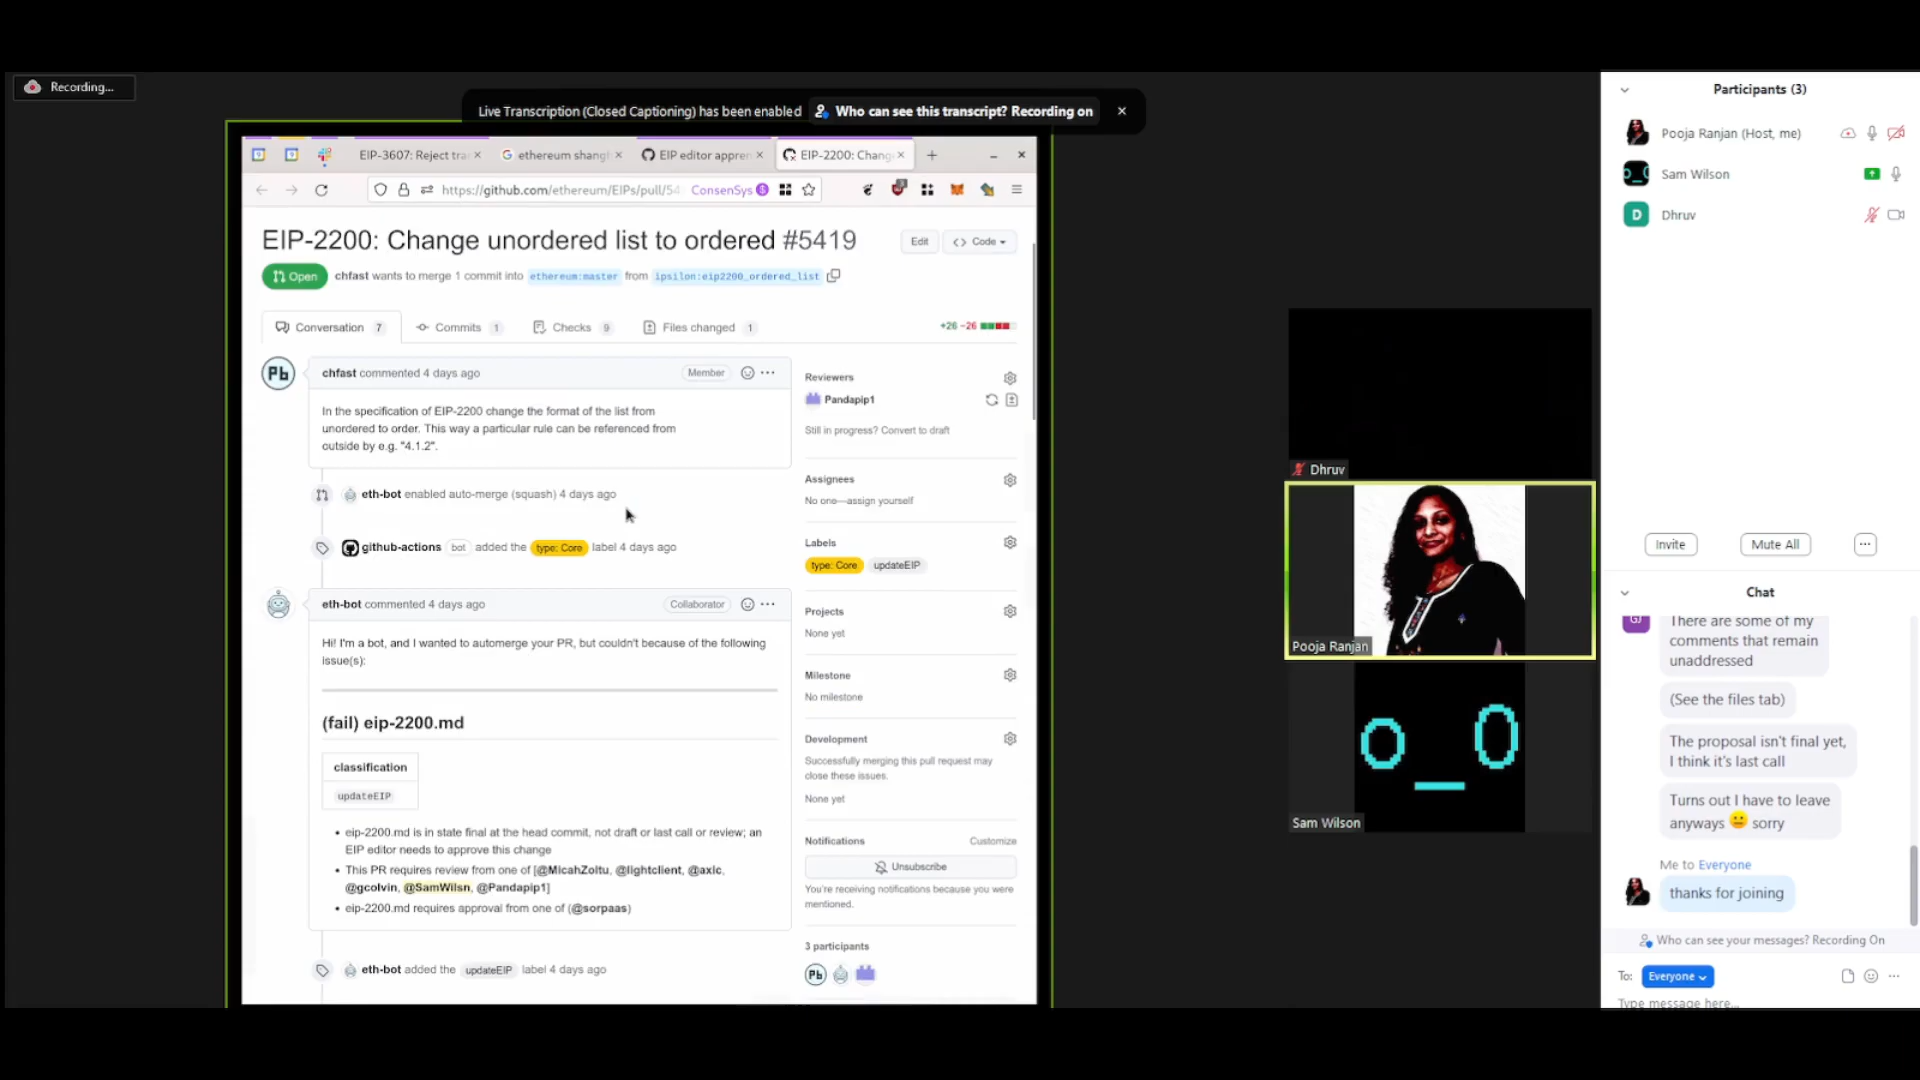 Recording...
Live Transcription (Closed Captioning) has been enabled Who can see this transcript? Recording on
EIP-3607: Reject tra
ethereum shangh
EIP editor appren
EIP-2200: Chang
https://github.com/ethereum/EIPs/pull/54
ConsenSys
EIP-2200: Change unordered list to ordered #5419
Edit
Code
Open
chfast wants to merge 1 commit into ethereum:master from ipsilon:eip2200_ordered_list
Conversation 7
Commits 1
Checks 9
Files changed 1
+26 −26
Pb
chfast commented 4 days ago
Member
In the specification of EIP-2200 change the format of the list from
unordered to order. This way a particular rule can be referenced from
outside by e.g. "4.1.2".
eth-bot enabled auto-merge (squash) 4 days ago
github-actions bot added the type: Core label 4 days ago
eth-bot commented 4 days ago
Collaborator
Hi! I'm a bot, and I wanted to automerge your PR, but couldn't because of the following
issue(s):
(fail) eip-2200.md
classification
updateEIP
• eip-2200.md is in state final at the head commit, not draft or last call or review; an
EIP editor needs to approve this change
• This PR requires review from one of [@MicahZoltu, @lightclient, @axic,
@gcolvin, @SamWilsn, @Pandapip1]
• eip-2200.md requires approval from one of (@sorpaas)
eth-bot added the updateEIP label 4 days ago
Reviewers
Pandapip1
Still in progress? Convert to draft
Assignees
No one—assign yourself
Labels
type: Core updateEIP
Projects
None yet
Milestone
No milestone
Development
Successfully merging this pull request may
close these issues.
None yet
Notifications
Customize
Unsubscribe
You're receiving notifications because you were
mentioned.
3 participants
Pb
Dhruv
Pooja Ranjan
Sam Wilson
Participants (3)
Pooja Ranjan (Host, me)
Sam Wilson
D
Dhruv
Invite
Mute All
Chat
GJ
There are some of my
comments that remain
unaddressed
(See the files tab)
The proposal isn't final yet,
I think it's last call
Turns out I have to leave
anyways 😐 sorry
Me to Everyone
thanks for joining
Who can see your messages? Recording On
To: Everyone
Type message here...